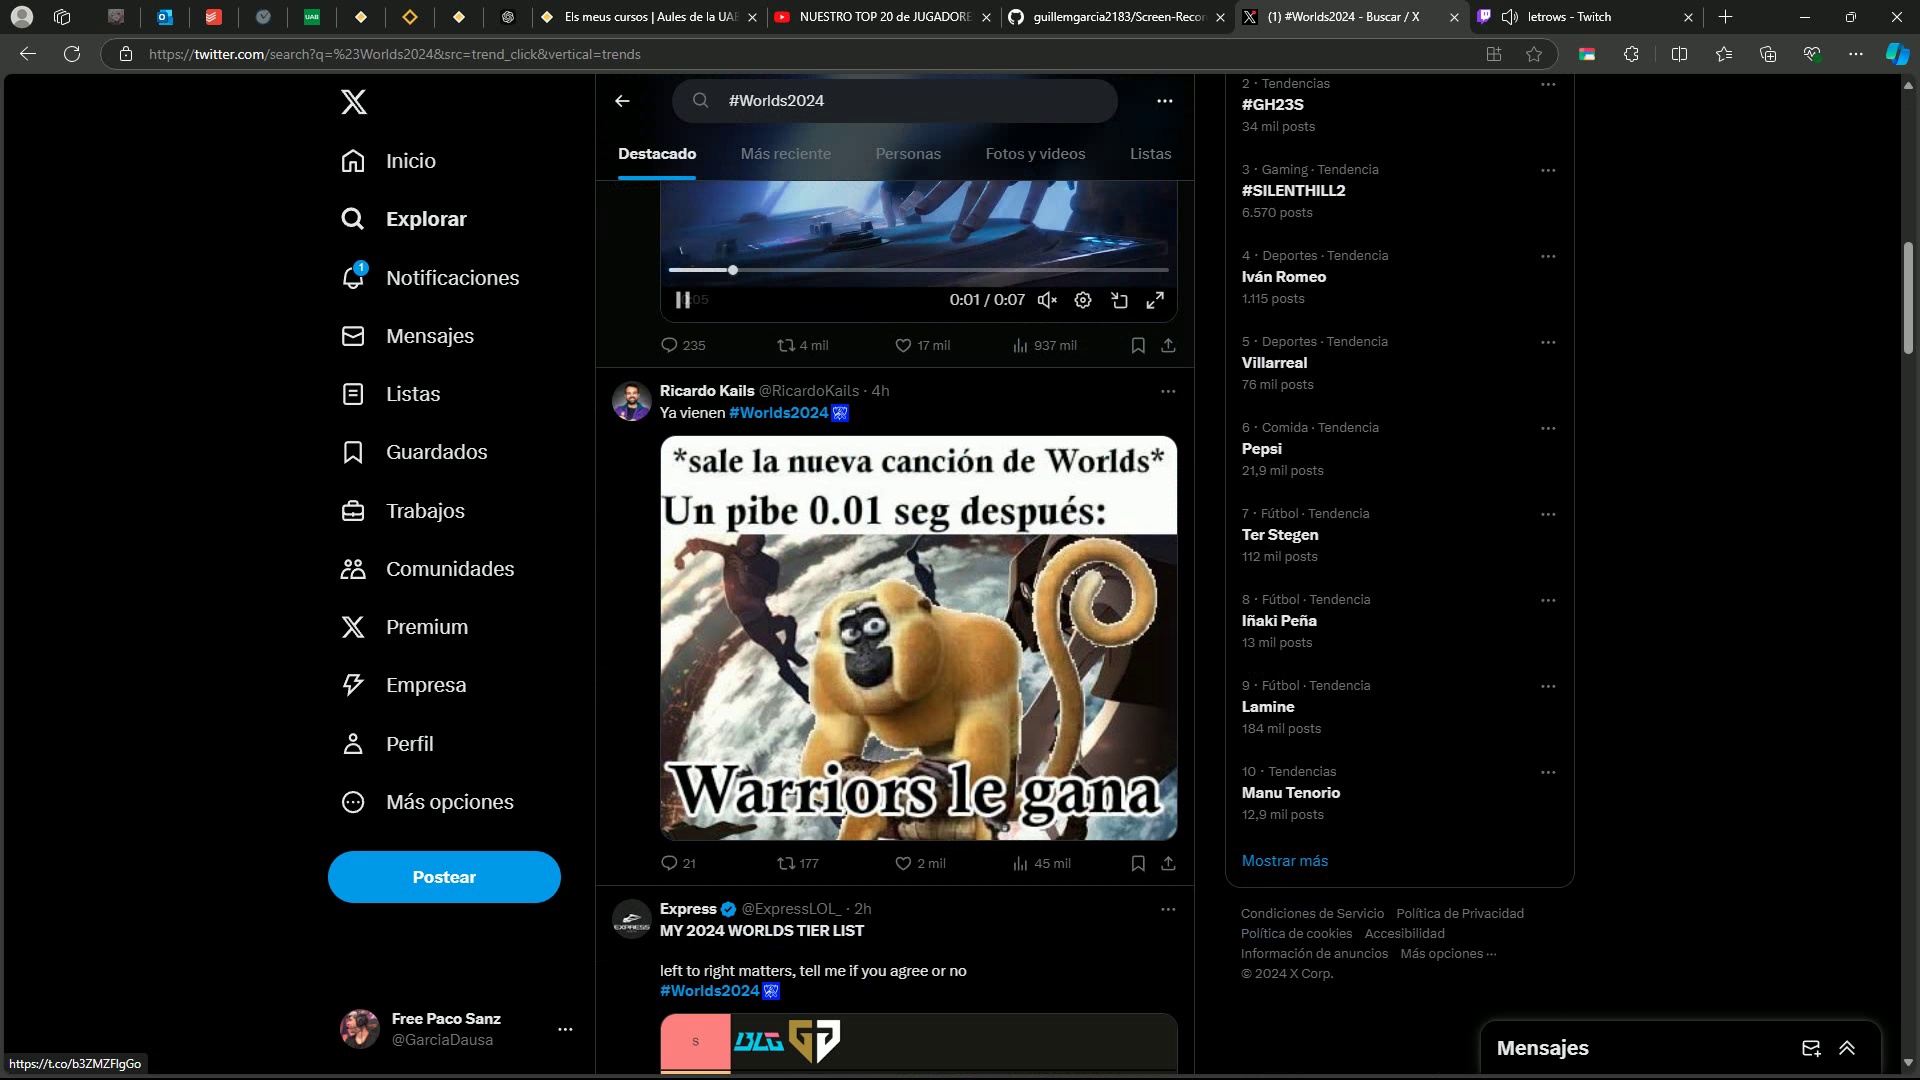 Els meus cursos | Aules de la UAB
NUESTRO TOP 20 de JUGADORE
guillemgarcia2183/Screen-Recor
(1) #Worlds2024 - Buscar / X
letrows - Twitch
https://twitter.com/search?q=%23Worlds2024&src=trend_click&vertical=trends
Inicio
Explorar
1
Notificaciones
Mensajes
Listas
Guardados
Trabajos
Comunidades
Premium
Empresa
Perfil
Más opciones
Postear
Free Paco Sanz
@GarciaDausa
https://t.co/b3ZMZFlgGo
#Worlds2024
Destacado
Más reciente
Personas
Fotos y videos
Listas
0:05
0:01 / 0:07
235
4 mil
17 mil
937 mil
Ricardo Kails @RicardoKails · 4h
Ya vienen #Worlds2024
*sale la nueva canción de Worlds*
Un pibe 0.01 seg después:
Warriors le gana
21
177
2 mil
45 mil
Express @ExpressLOL_ · 2h
MY 2024 WORLDS TIER LIST
left to right matters, tell me if you agree or no
#Worlds2024
S
BLG
2 · Tendencias
#GH23S
34 mil posts
3 · Gaming · Tendencia
#SILENTHILL2
6.570 posts
4 · Deportes · Tendencia
Iván Romeo
1.115 posts
5 · Deportes · Tendencia
Villarreal
76 mil posts
6 · Comida · Tendencia
Pepsi
21,9 mil posts
7 · Fútbol · Tendencia
Ter Stegen
112 mil posts
8 · Fútbol · Tendencia
Iñaki Peña
13 mil posts
9 · Fútbol · Tendencia
Lamine
184 mil posts
10 · Tendencias
Manu Tenorio
12,9 mil posts
Mostrar más
Condiciones de Servicio Política de Privacidad
Política de cookies Accesibilidad
Información de anuncios Más opciones ···
© 2024 X Corp.
Mensajes